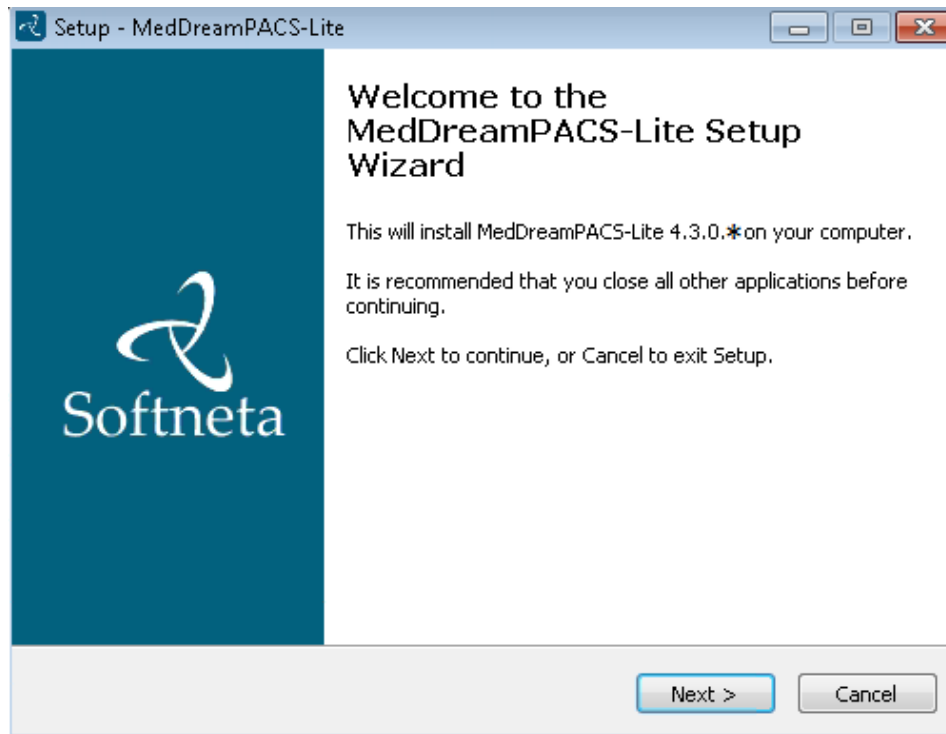 Setup - MedDreamPACS-Lite
Welcome to the
MedDreamPACS-Lite Setup
Wizard
This will install MedDreamPACS-Lite 4.3.0.* on your computer.
It is recommended that you close all other applications before
continuing.
Click Next to continue, or Cancel to exit Setup.
Softneta
Next >
Cancel